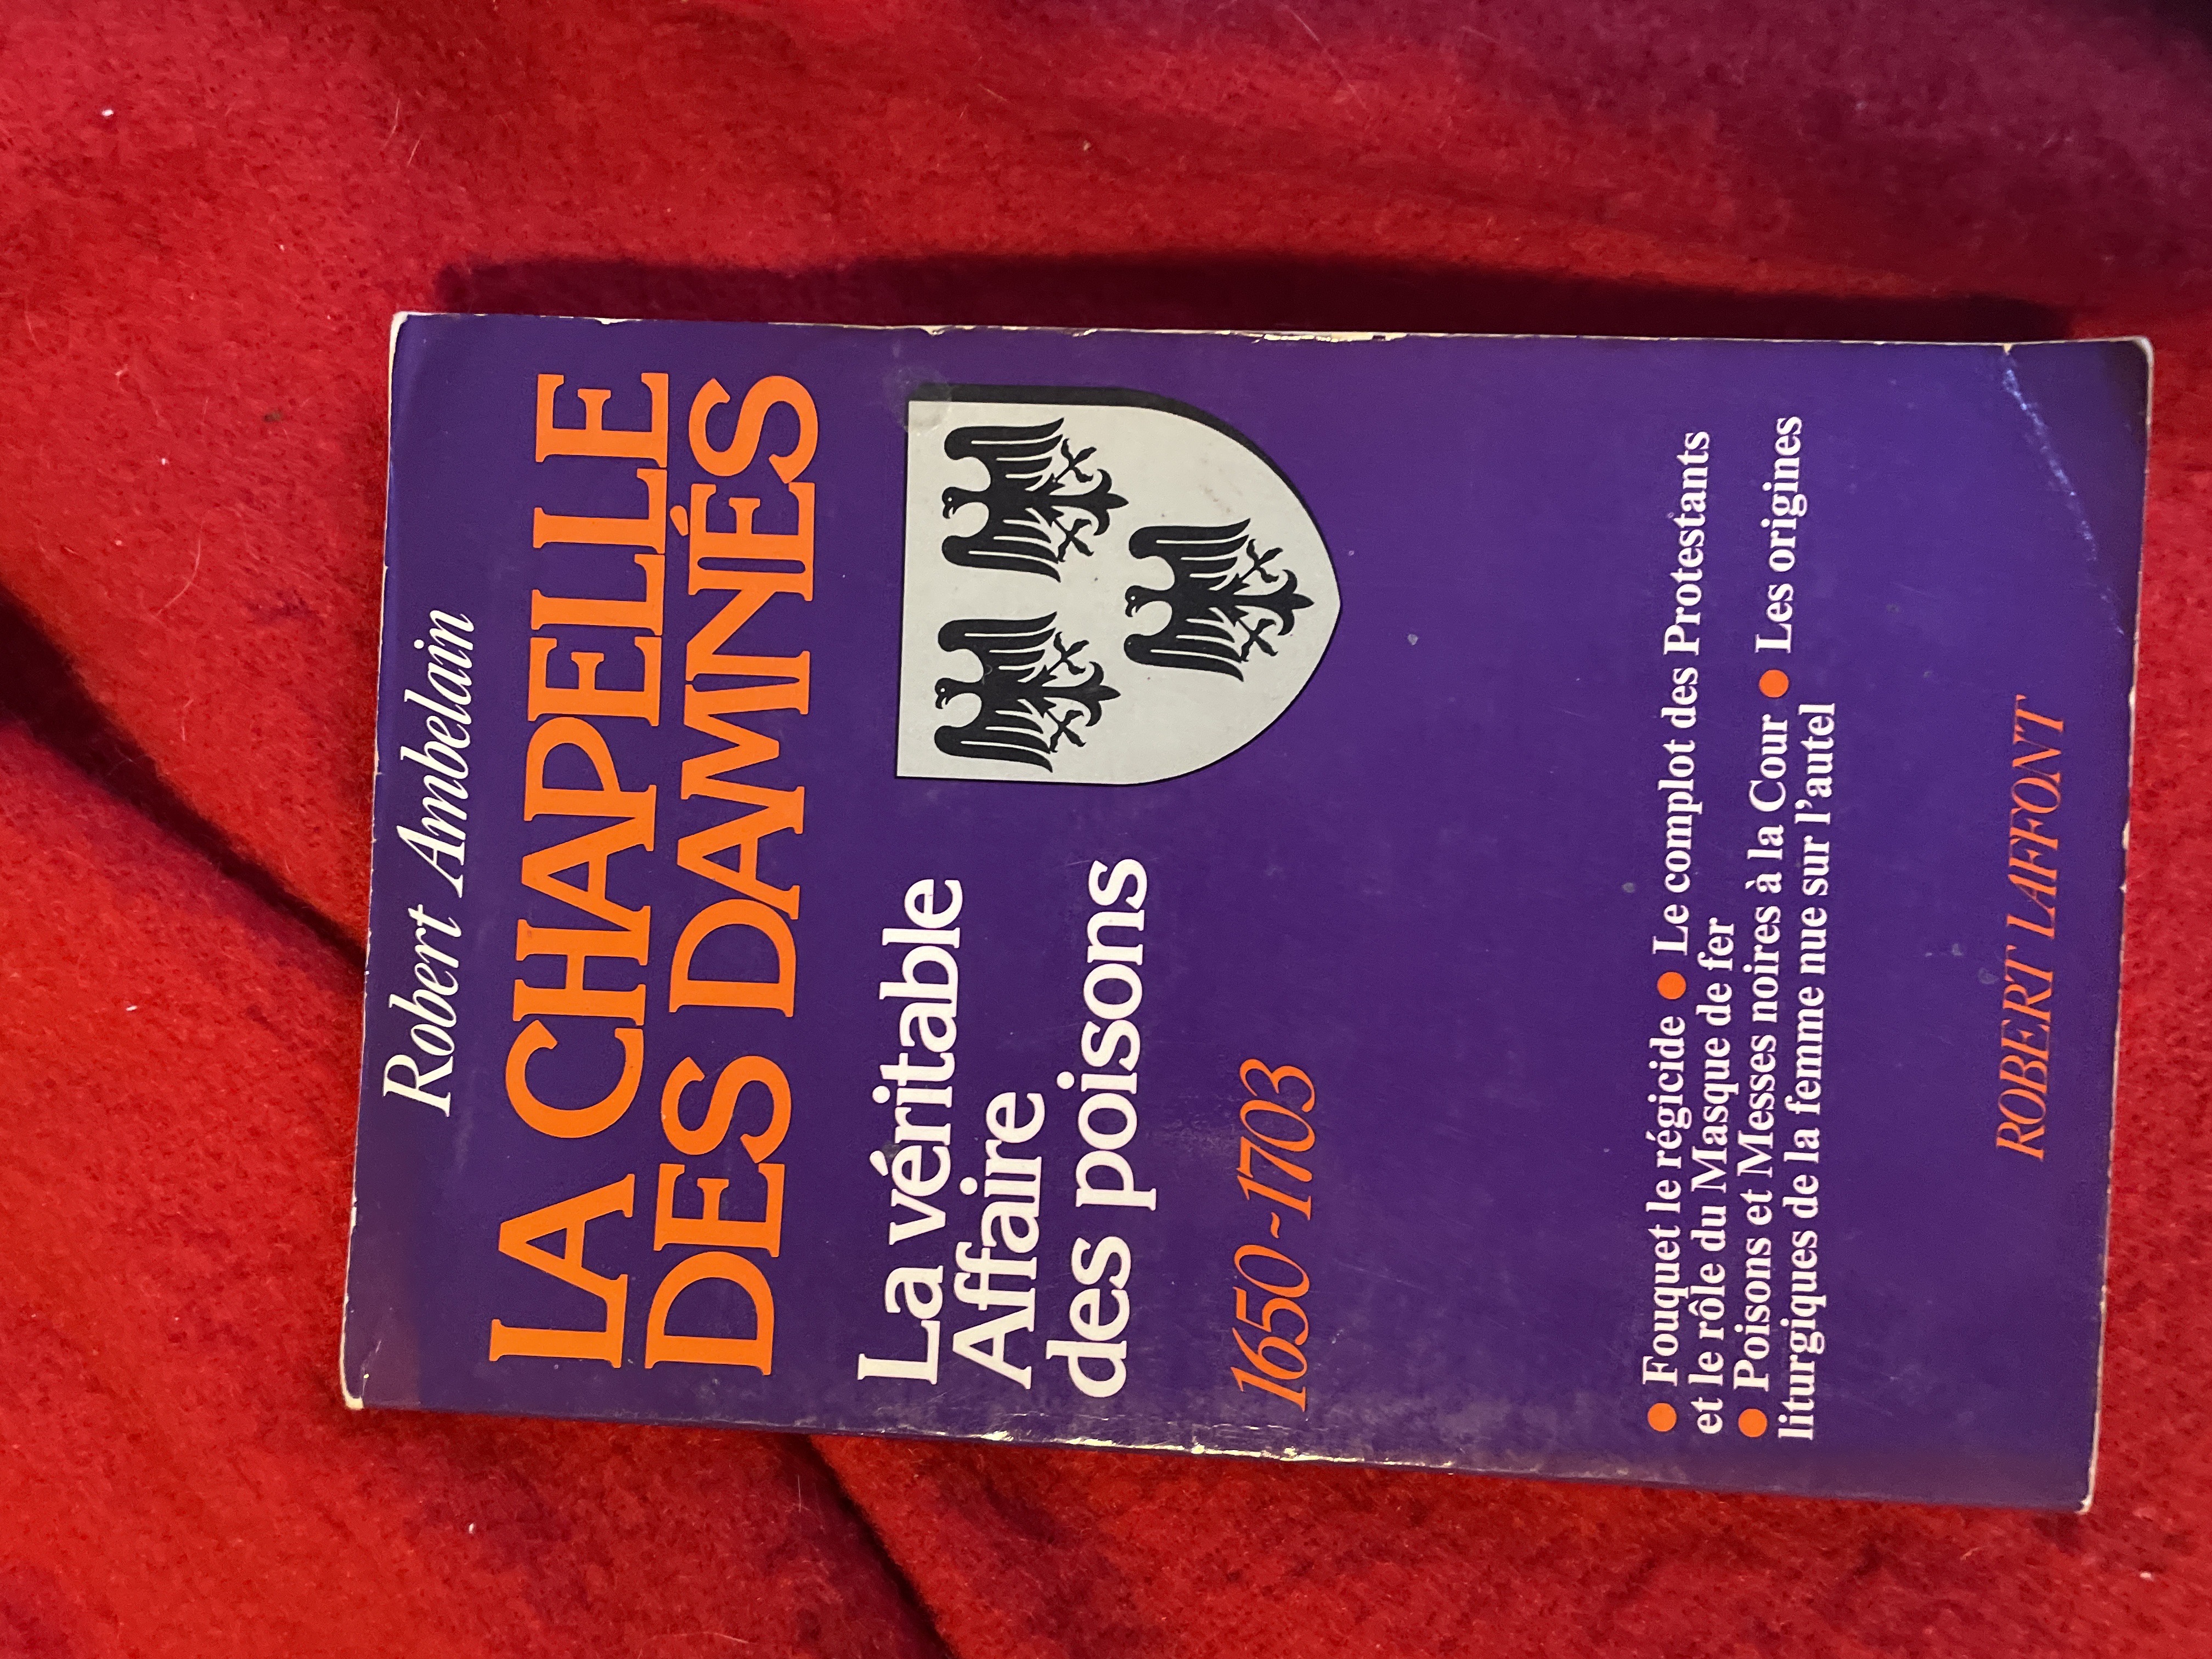 Robert Ambelain
LA CHAPELLE
DES DAMNÉS
La véritable
Affaire
des poisons
1650~1703
● Fouquet le régicide ● Le complot des Protestants
et le rôle du Masque de fer
● Poisons et Messes noires à la Cour ● Les origines
liturgiques de la femme nue sur l'autel
ROBERT LAFFONT